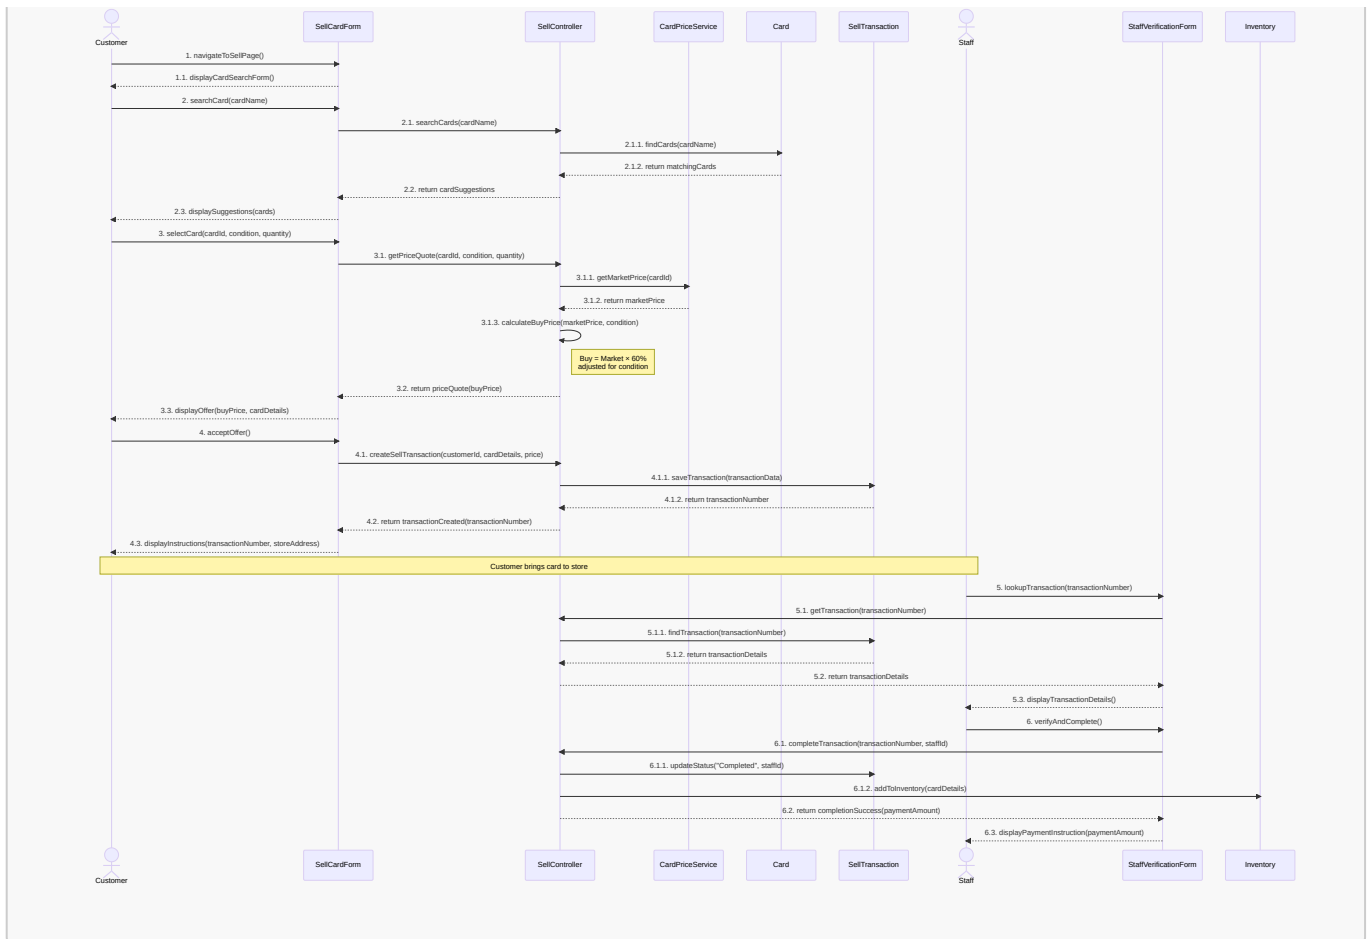 SellCardForm
SellController
CardPriceService
Card
SellTransaction
StaffVerificationForm
Inventory
Customer
Staff
1. navigateToSellPage()
1.1. displayCardSearchForm()
2. searchCard(cardName)
2.1. searchCards(cardName)
2.1.1. findCards(cardName)
2.1.2. return matchingCards
2.2. return cardSuggestions
2.3. displaySuggestions(cards)
3. selectCard(cardId, condition, quantity)
3.1. getPriceQuote(cardId, condition, quantity)
3.1.1. getMarketPrice(cardId)
3.1.2. return marketPrice
3.1.3. calculateBuyPrice(marketPrice, condition)
Buy = Market × 60%
adjusted for condition
3.2. return priceQuote(buyPrice)
3.3. displayOffer(buyPrice, cardDetails)
4. acceptOffer()
4.1. createSellTransaction(customerId, cardDetails, price)
4.1.1. saveTransaction(transactionData)
4.1.2. return transactionNumber
4.2. return transactionCreated(transactionNumber)
4.3. displayInstructions(transactionNumber, storeAddress)
Customer brings card to store
5. lookupTransaction(transactionNumber)
5.1. getTransaction(transactionNumber)
5.1.1. findTransaction(transactionNumber)
5.1.2. return transactionDetails
5.2. return transactionDetails
5.3. displayTransactionDetails()
6. verifyAndComplete()
6.1. completeTransaction(transactionNumber, staffId)
6.1.1. updateStatus("Completed", staffId)
6.1.2. addToInventory(cardDetails)
6.2. return completionSuccess(paymentAmount)
6.3. displayPaymentInstruction(paymentAmount)
SellCardForm
SellController
CardPriceService
Card
SellTransaction
StaffVerificationForm
Inventory
Customer
Staff